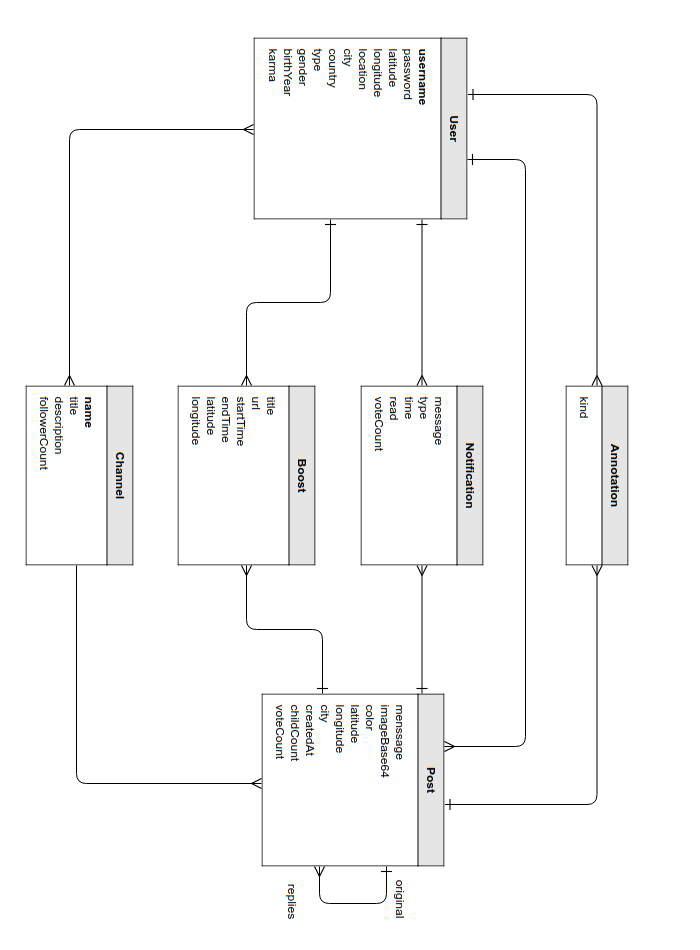 User
username
password
latitude
longitude
location
city
country
type
gender
birthYear
karma
Annotation
kind
Notification
message
type
time
read
voteCount
Boost
title
url
startTime
endTime
latitude
longitude
Channel
name
title
description
followerCount
Post
menssage
imageBase64
color
latitude
longitude
city
createdAt
childCount
voteCount
original
replies